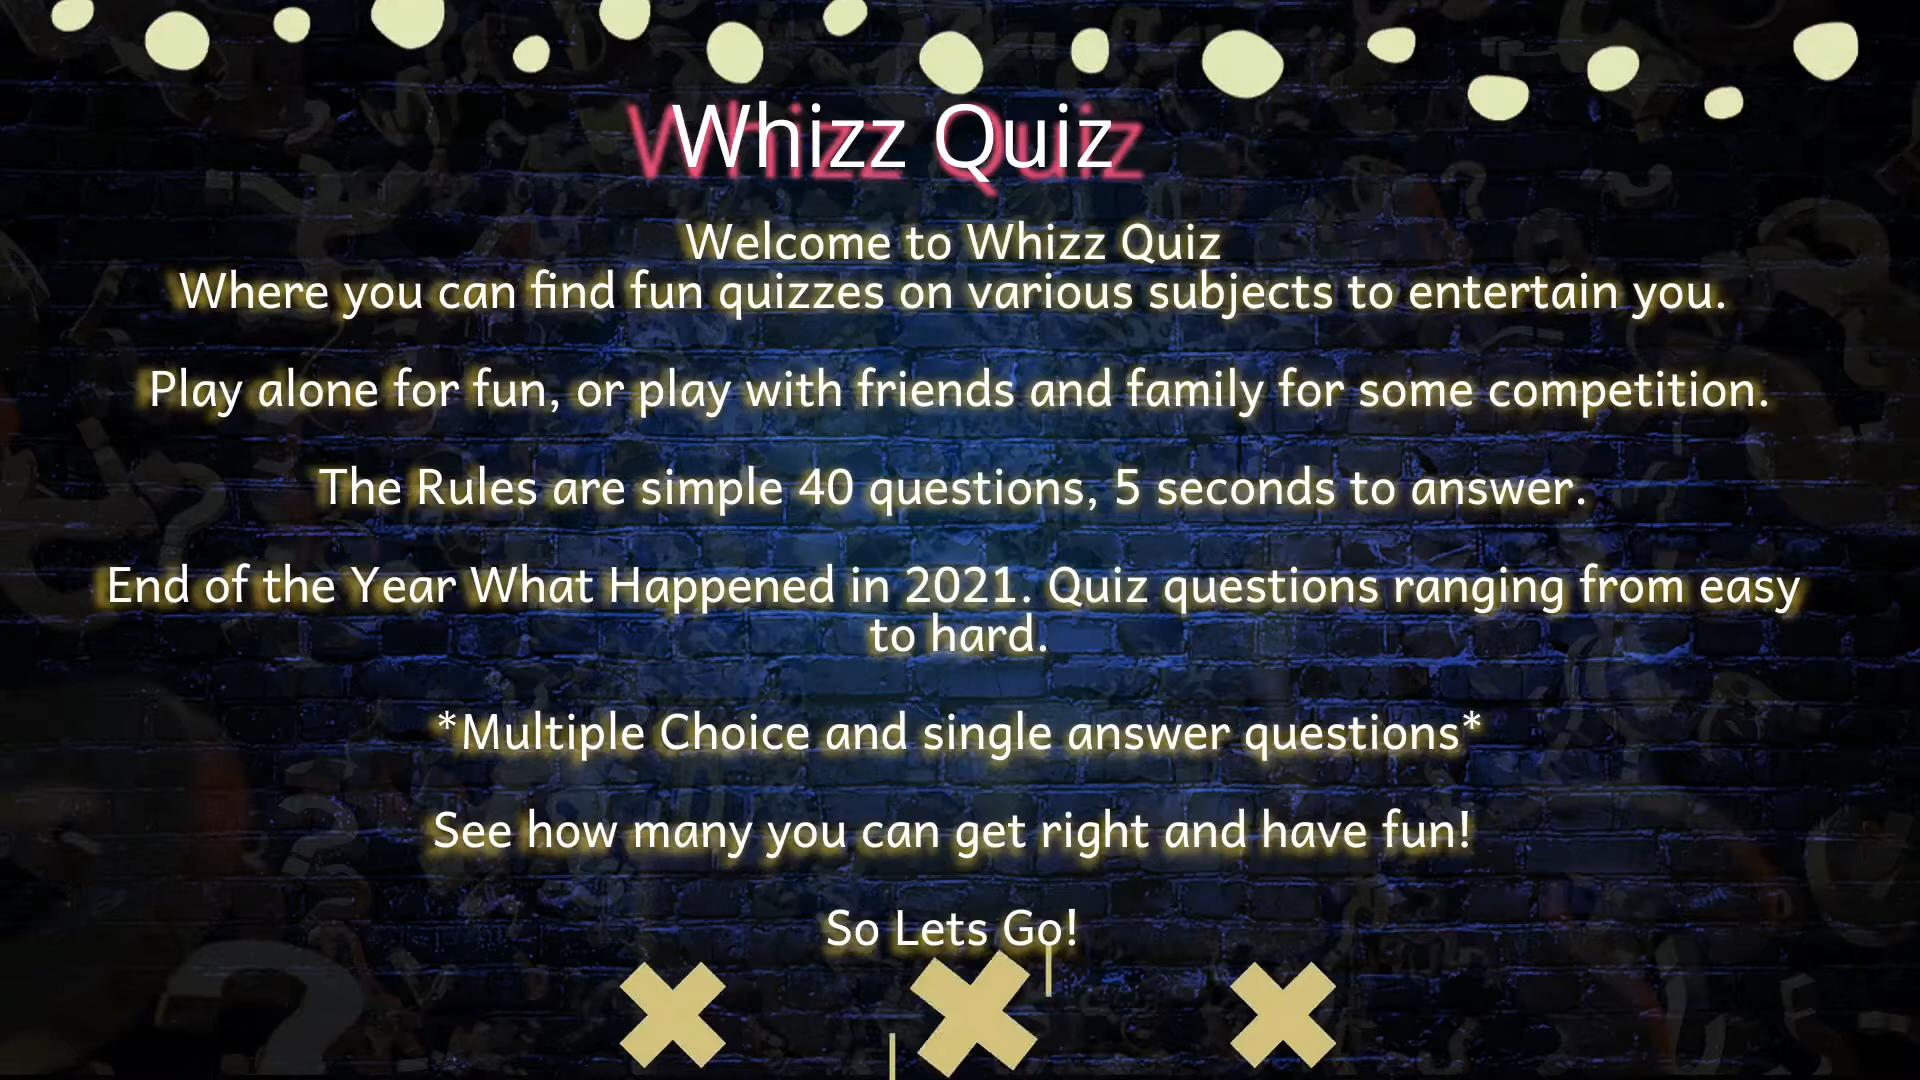 Whizz Quiz
Welcome to Whizz Quiz
Where you can find fun quizzes on various subjects to entertain you.
Play alone for fun, or play with friends and family for some competition.
The Rules are simple 40 questions, 5 seconds to answer.
End of the Year What Happened in 2021. Quiz questions ranging from easy
to hard.
*Multiple Choice and single answer questions*
See how many you can get right and have fun!
So Lets Go!